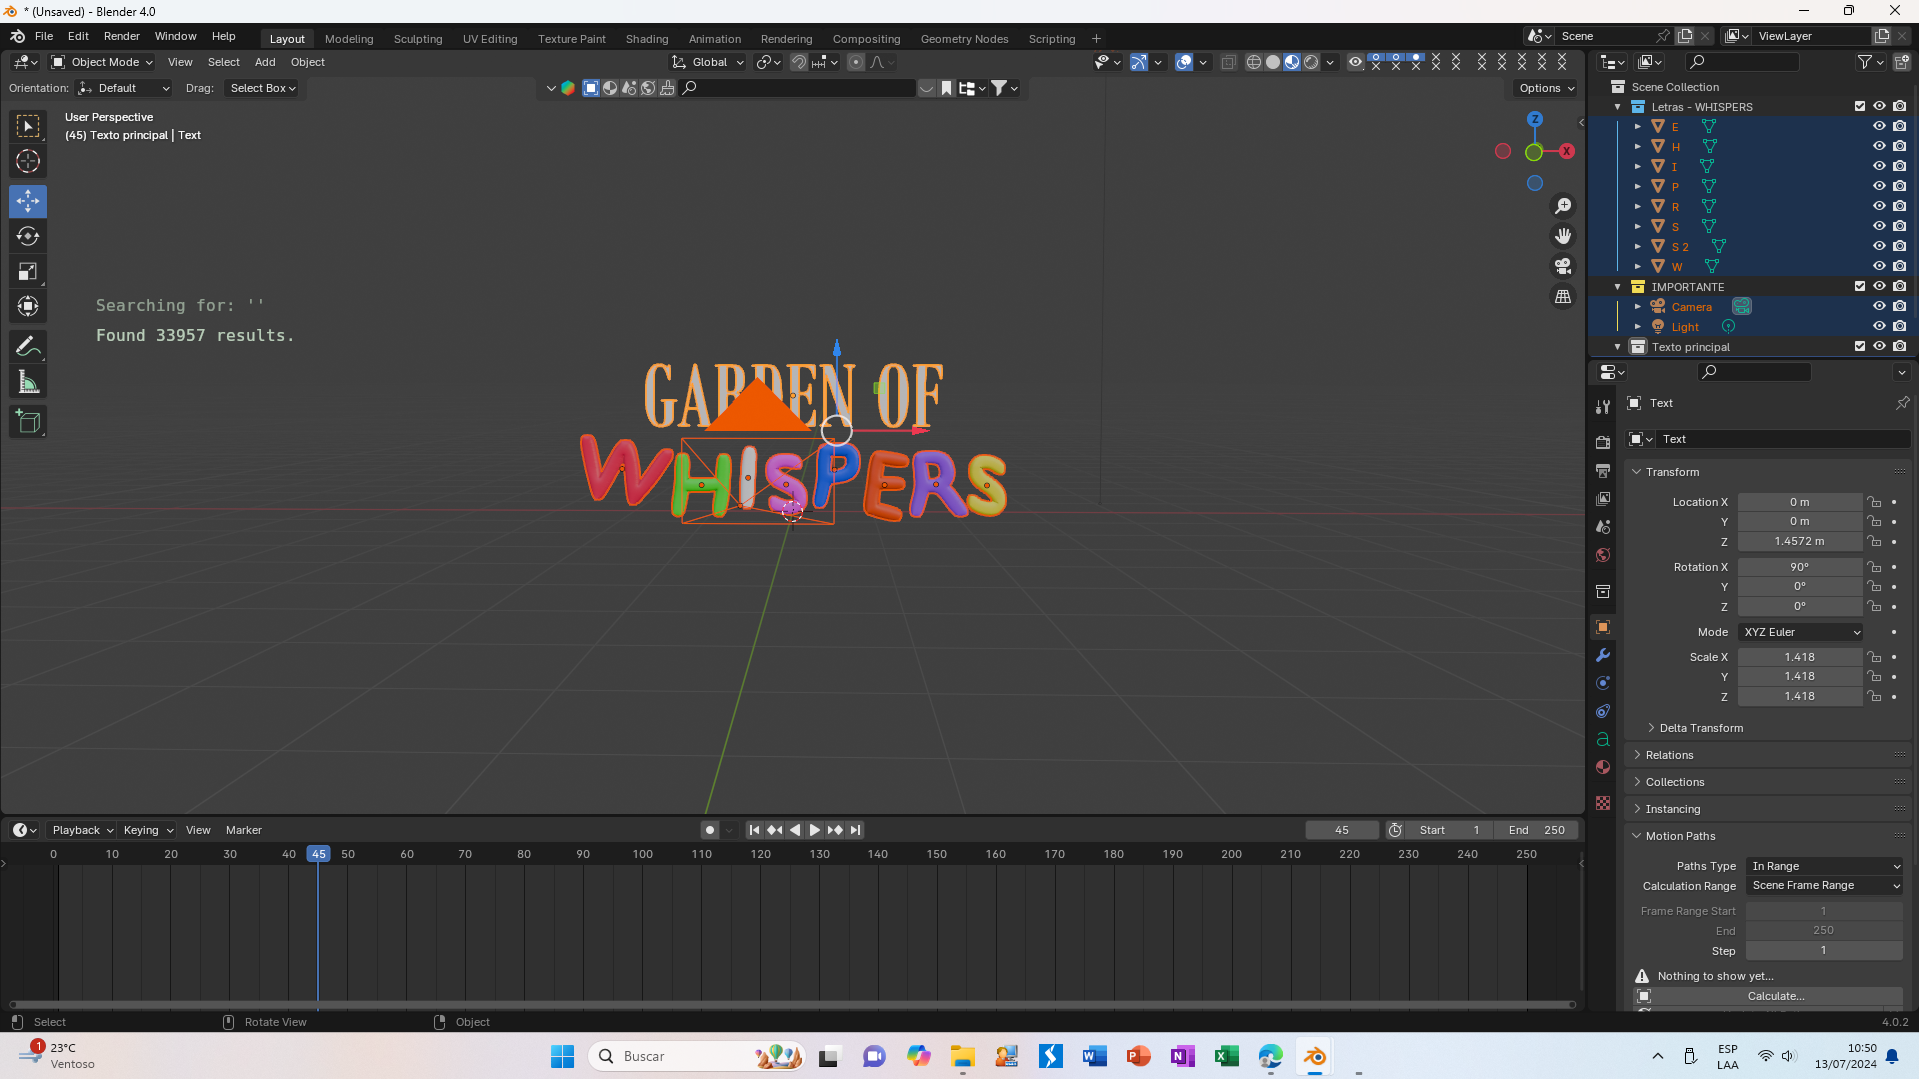 * (Unsaved) - Blender 4.0
File Edit Render Window Help
Layout Modeling Sculpting UV Editing Texture Paint Shading Animation Rendering Compositing Geometry Nodes Scripting +
Scene
ViewLayer
Object Mode View Select Add Object
Global
Orientation: Default Drag: Select Box
Options
User Perspective
(45) Texto principal | Text
Searching for: ''
Found 33957 results.
GARDEN OF
WHISPERS
Z
X
Scene Collection
Letras - WHISPERS
E
H
I
P
R
S
S 2
W
IMPORTANTE
Camera
Light
Texto principal
Text
Text
Transform
Location X 0 m
Y 0 m
Z 1.4572 m
Rotation X 90°
Y 0°
Z 0°
Mode XYZ Euler
Scale X 1.418
Y 1.418
Z 1.418
Delta Transform
Relations
Collections
Instancing
Motion Paths
Paths Type In Range
Calculation Range Scene Frame Range
Frame Range Start 1
End 250
Step 1
Nothing to show yet...
Calculate...
Playback Keying View Marker
45 Start 1 End 250
0 10 20 30 40 45 50 60 70 80 90 100 110 120 130 140 150 160 170 180 190 200 210 220 230 240 250
Select Rotate View Object
4.0.2
1
23°C
Ventoso
Buscar
ESP
LAA
10:50
13/07/2024